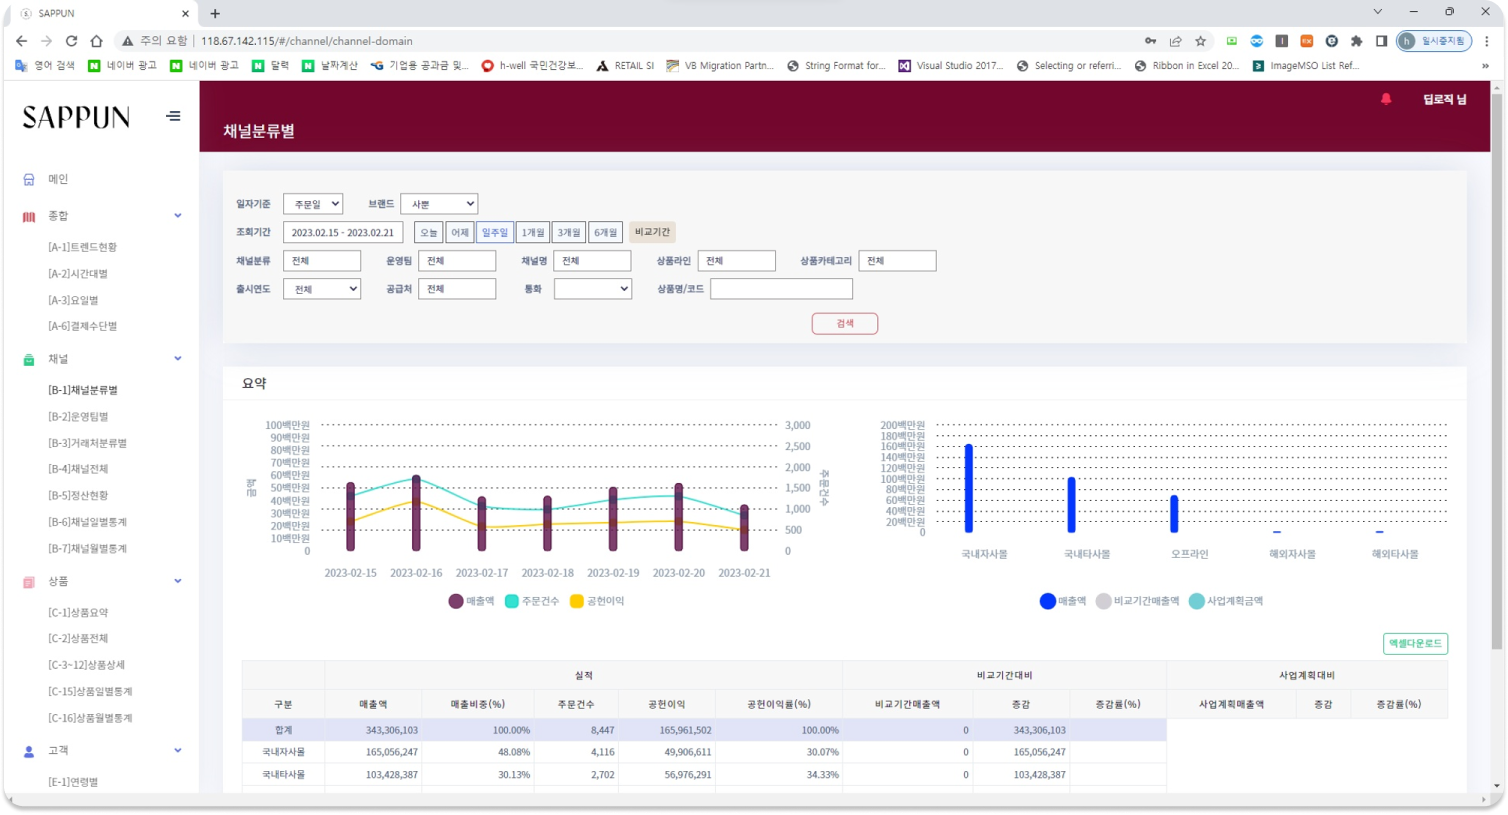 SAPPUN
주의 요함 | 118.67.142.115/#/channel/channel-domain
h 일시중지됨
영어 검색 네이버 광고 네이버 광고 달력 날짜계산 기업용 공과금 및... h-well 국민건강보... RETAIL SI VB Migration Partn... String Format for... Visual Studio 2017... Selecting or referri... Ribbon in Excel 20... ImageMSO List Ref... »
SAPPUN
딥로직 님
채널분류별
메인
종합
[A-1]트렌드현황
[A-2]시간대별
[A-3]요일별
[A-6]결제수단별
채널
[B-1]채널분류별
[B-2]운영팀별
[B-3]거래처분류별
[B-4]채널전체
[B-5]정산현황
[B-6]채널일별통계
[B-7]채널월별통계
상품
[C-1]상품요약
[C-2]상품전체
[C-3~12]상품상세
[C-15]상품일별통계
[C-16]상품월별통계
고객
[E-1]연령별
일자기준 주문일 브랜드 사뿐
조회기간 2023.02.15 - 2023.02.21 오늘 어제 일주일 1개월 3개월 6개월 비교기간
채널분류 전체 운영팀 전체 채널명 전체 상품라인 전체 상품카테고리 전체
출시연도 전체 공급처 전체 통화 상품명/코드
검색
요약
금액
100백만원
90백만원
80백만원
70백만원
60백만원
50백만원
40백만원
30백만원
20백만원
10백만원
0
3,000
2,500
2,000
1,500
1,000
500
0
주문건수
2023-02-15 2023-02-16 2023-02-17 2023-02-18 2023-02-19 2023-02-20 2023-02-21
매출액 주문건수 공헌이익
200백만원
180백만원
160백만원
140백만원
120백만원
100백만원
80백만원
60백만원
40백만원
20백만원
0
국내자사몰 국내타사몰 오프라인 해외자사몰 해외타사몰
매출액 비교기간매출액 사업계획금액
엑셀다운로드
실적 비교기간대비 사업계획대비
구분 매출액 매출비중(%) 주문건수 공헌이익 공헌이익률(%) 비교기간매출액 증감 증감률(%) 사업계획매출액 증감 증감률(%)
합계 343,306,103 100.00% 8,447 165,961,502 100.00% 0 343,306,103
국내자사몰 165,056,247 48.08% 4,116 49,906,611 30.07% 0 165,056,247
국내타사몰 103,428,387 30.13% 2,702 56,976,291 34.33% 0 103,428,387